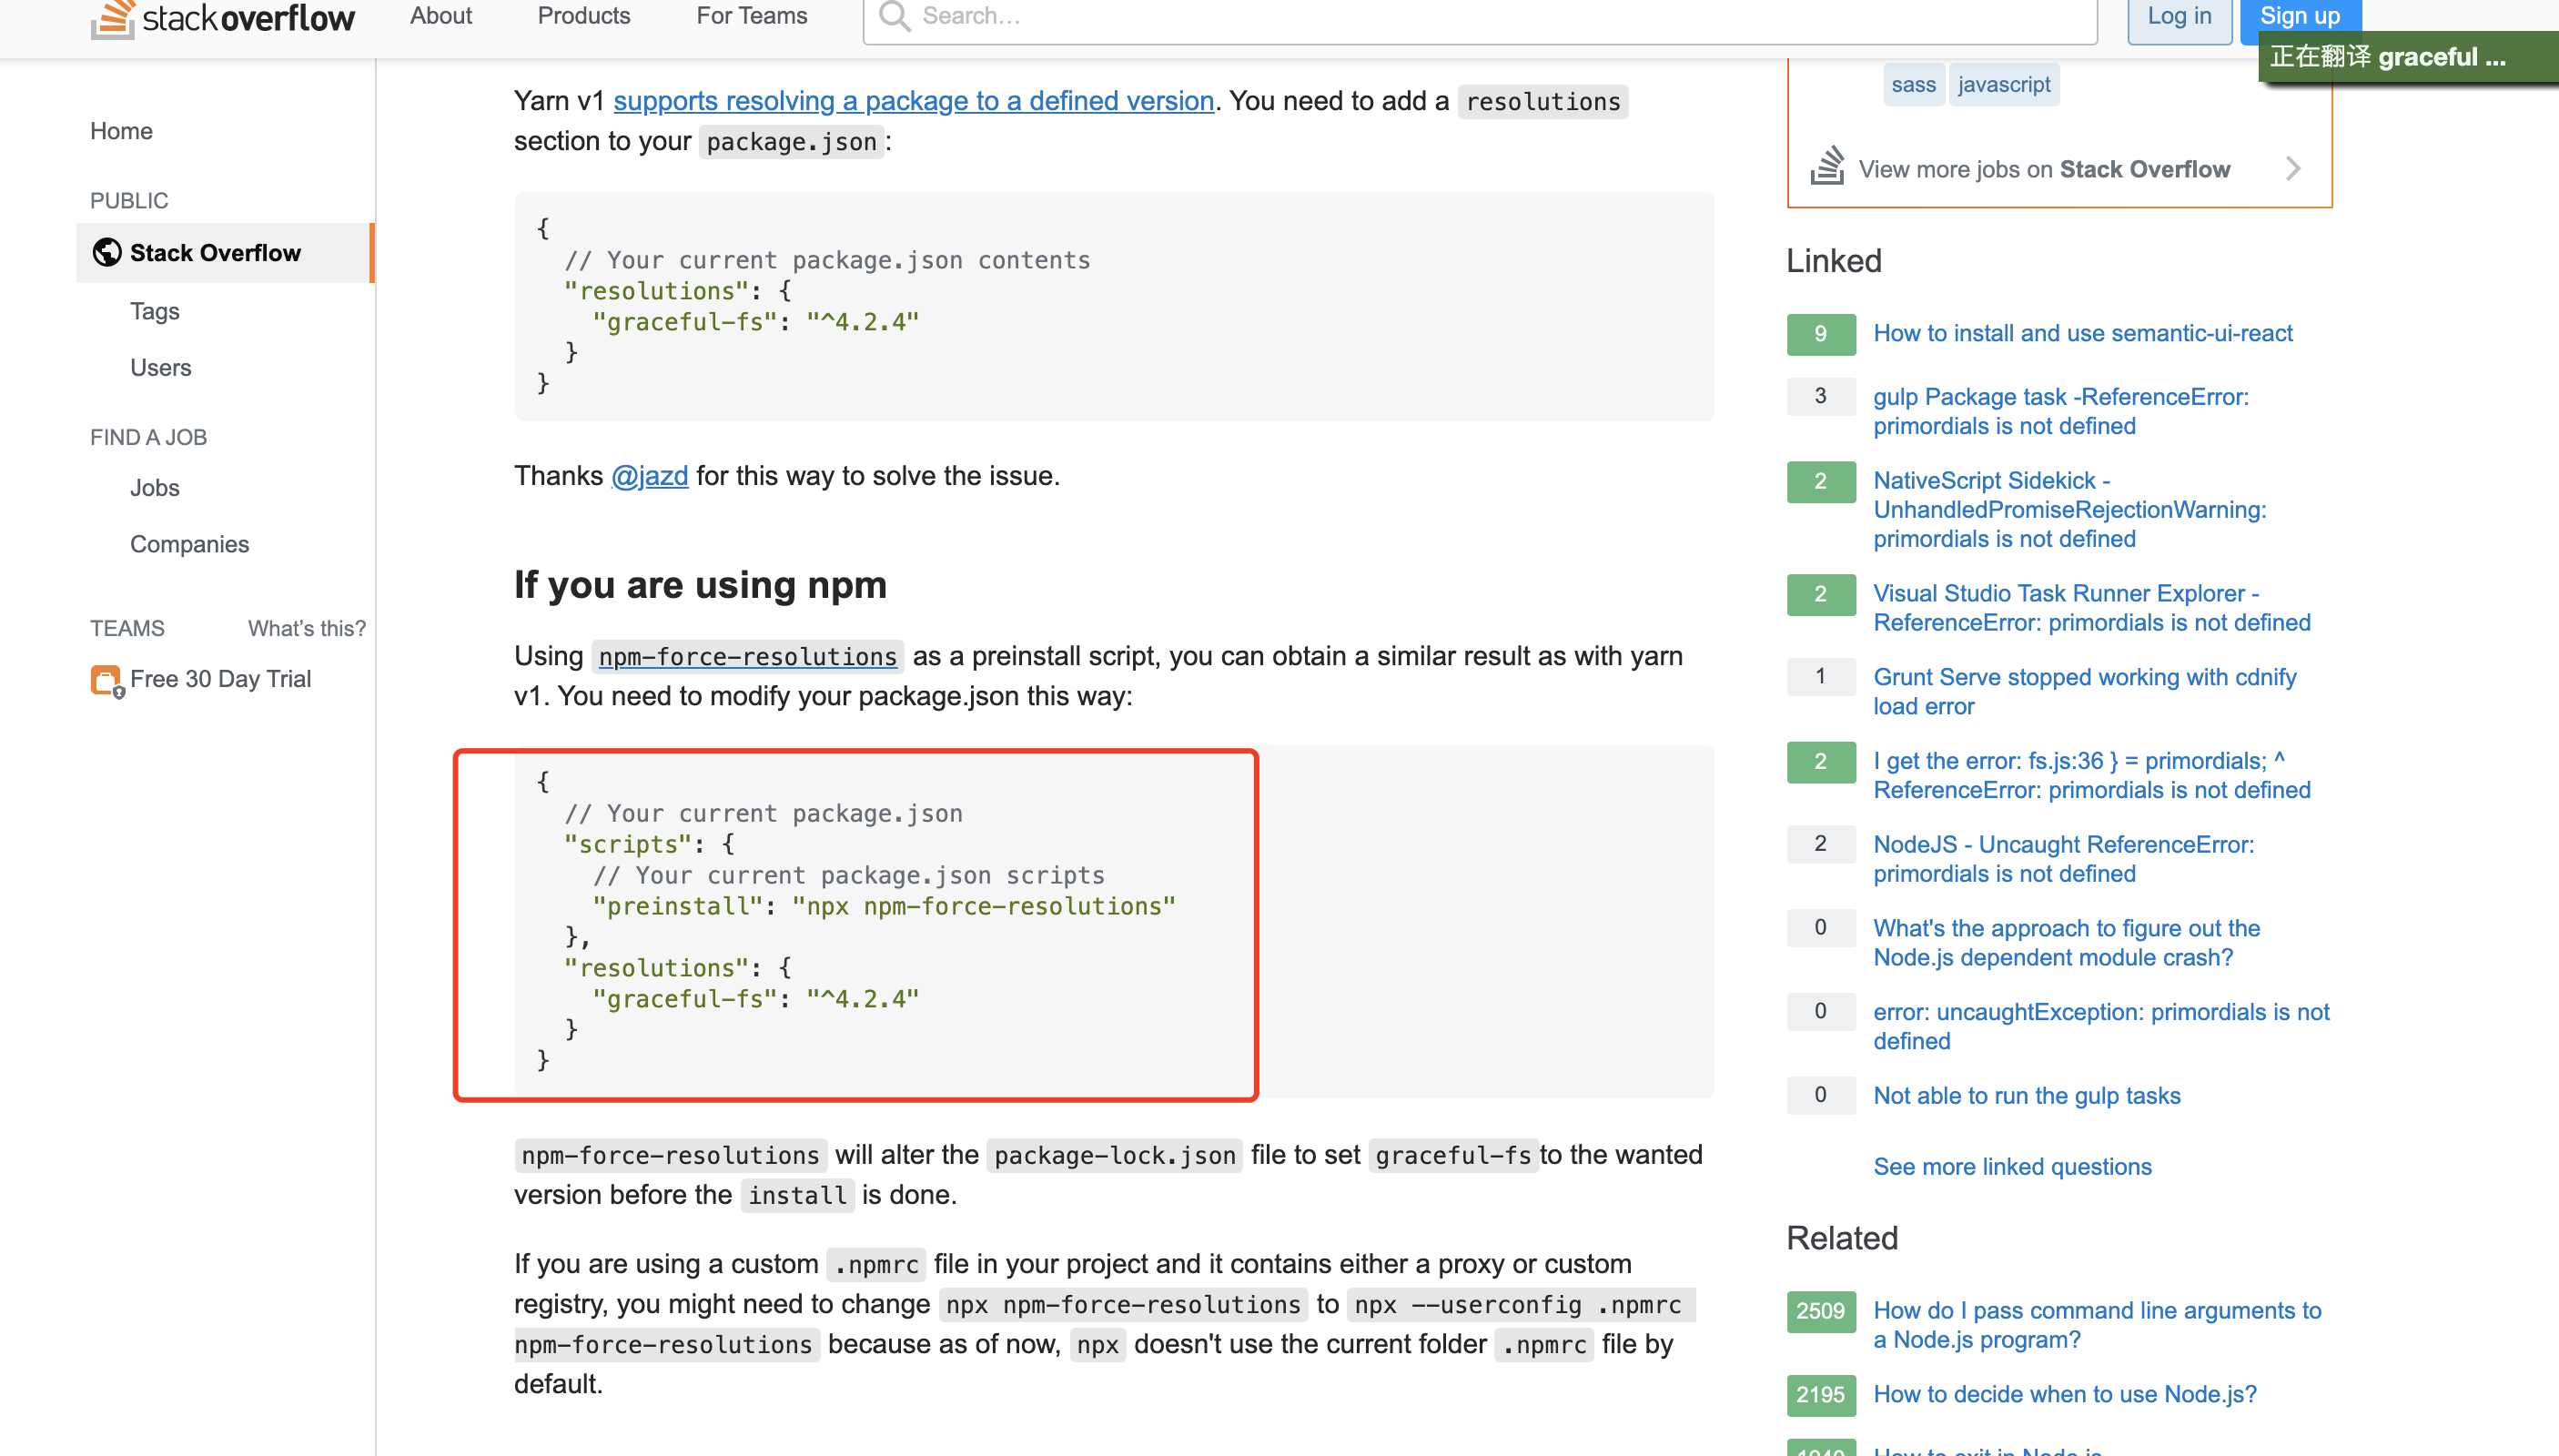 stackoverflow
About
Products
For Teams
Search…
Log in
Sign up
正在翻译 graceful ...
Home
PUBLIC
Stack Overflow
Tags
Users
FIND A JOB
Jobs
Companies
TEAMS
What's this?
Free 30 Day Trial
Yarn v1 supports resolving a package to a defined version. You need to add a resolutions
section to your package.json:
{
  // Your current package.json contents
  "resolutions": {
    "graceful-fs": "^4.2.4"
  }
}
Thanks @jazd for this way to solve the issue.
If you are using npm
Using npm-force-resolutions as a preinstall script, you can obtain a similar result as with yarn
v1. You need to modify your package.json this way:
{
  // Your current package.json
  "scripts": {
    // Your current package.json scripts
    "preinstall": "npx npm-force-resolutions"
  },
  "resolutions": {
    "graceful-fs": "^4.2.4"
  }
}
npm-force-resolutions will alter the package-lock.json file to set graceful-fs to the wanted
version before the install is done.
If you are using a custom .npmrc file in your project and it contains either a proxy or custom
registry, you might need to change npx npm-force-resolutions to npx --userconfig .npmrc
npm-force-resolutions because as of now, npx doesn't use the current folder .npmrc file by
default.
sass
javascript
View more jobs on Stack Overflow
Linked
9
How to install and use semantic-ui-react
3
gulp Package task -ReferenceError:
primordials is not defined
2
NativeScript Sidekick -
UnhandledPromiseRejectionWarning:
primordials is not defined
2
Visual Studio Task Runner Explorer -
ReferenceError: primordials is not defined
1
Grunt Serve stopped working with cdnify
load error
2
I get the error: fs.js:36 } = primordials; ^
ReferenceError: primordials is not defined
2
NodeJS - Uncaught ReferenceError:
primordials is not defined
0
What's the approach to figure out the
Node.js dependent module crash?
0
error: uncaughtException: primordials is not
defined
0
Not able to run the gulp tasks
See more linked questions
Related
2509
How do I pass command line arguments to
a Node.js program?
2195
How to decide when to use Node.js?
How to exit in Node.js